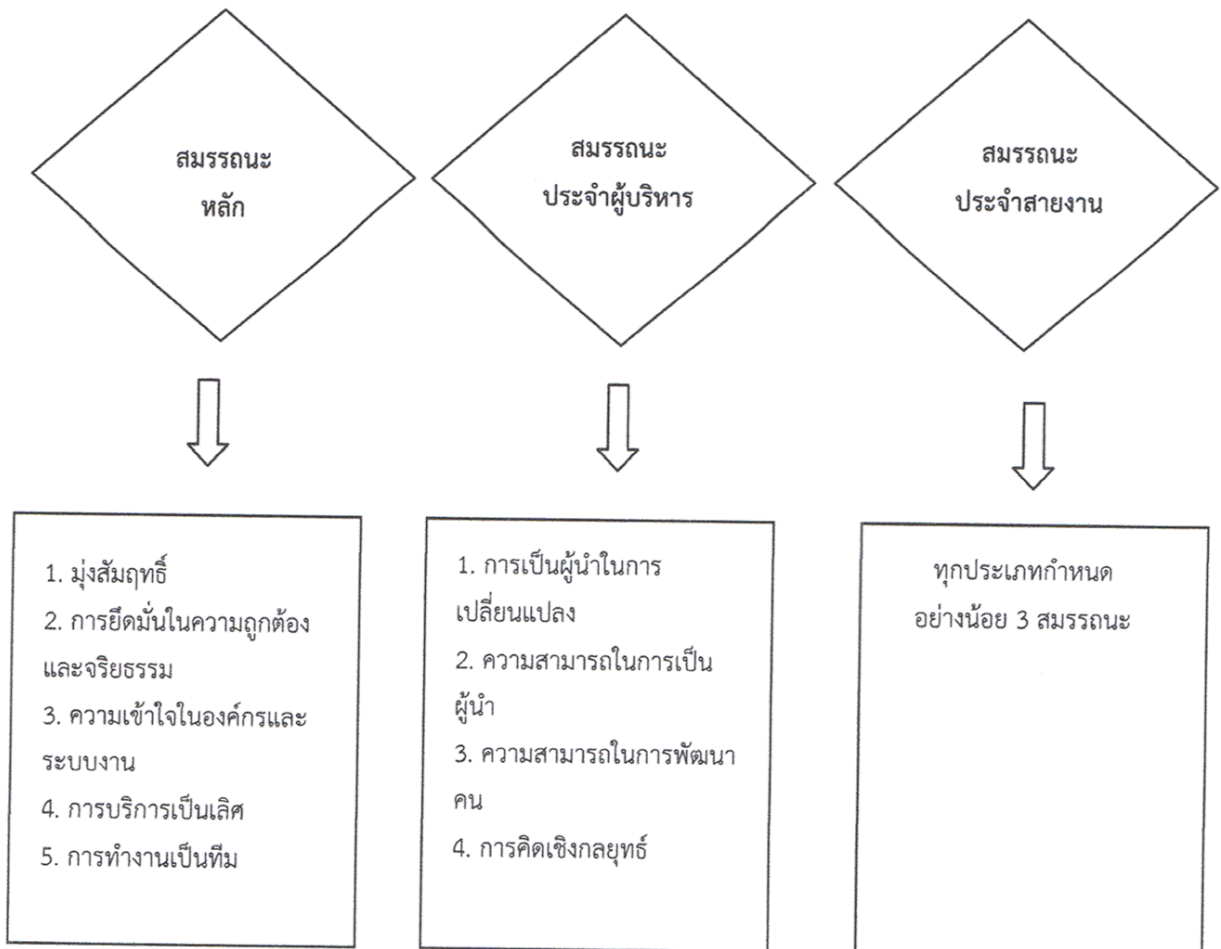 สมรรถนะ
หลัก
สมรรถนะ
ประจำผู้บริหาร
สมรรถนะ
ประจำสายงาน
1. มุ่งสัมฤทธิ์
2. การยึดมั่นในความถูกต้อง
และจริยธรรม
3. ความเข้าใจในองค์กรและ
ระบบงาน
4. การบริการเป็นเลิศ
5. การทำงานเป็นทีม
1. การเป็นผู้นำในการ
เปลี่ยนแปลง
2. ความสามารถในการเป็น
ผู้นำ
3. ความสามารถในการพัฒนา
คน
4. การคิดเชิงกลยุทธ์
ทุกประเภทกำหนด
อย่างน้อย 3 สมรรถนะ